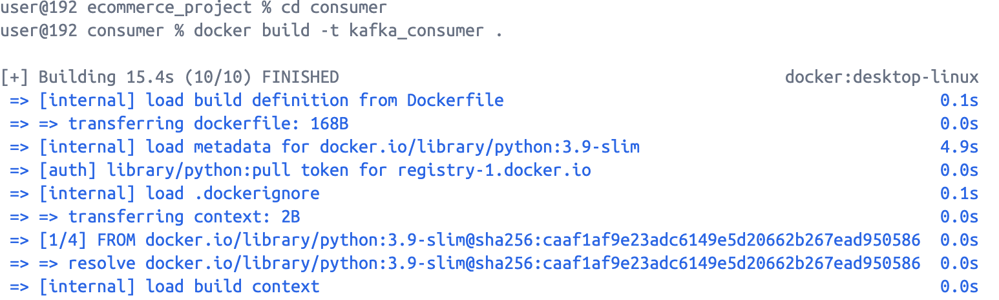 user@192 ecommerce_project % cd consumer
user@192 consumer % docker build -t kafka_consumer .
[+] Building 15.4s (10/10) FINISHED docker:desktop-linux
=> [internal] load build definition from Dockerfile 0.1s
=> => transferring dockerfile: 168B 0.0s
=> [internal] load metadata for docker.io/library/python:3.9-slim 4.9s
=> [auth] library/python:pull token for registry-1.docker.io 0.0s
=> [internal] load .dockerignore 0.1s
=> => transferring context: 2B 0.0s
=> [1/4] FROM docker.io/library/python:3.9-slim@sha256:caaf1af9e23adc6149e5d20662b267ead950586 0.0s
=> => resolve docker.io/library/python:3.9-slim@sha256:caaf1af9e23adc6149e5d20662b267ead950586 0.0s
=> [internal] load build context 0.0s